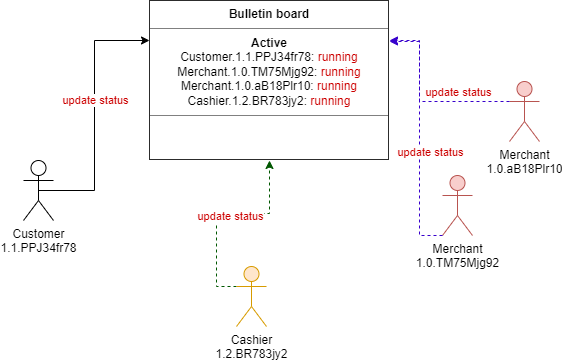 Bulletin board
Active
Customer.1.1.PPJ34fr78: running
Merchant.1.0.TM75Mjg92: running
Merchant.1.0.aB18Plr10: running
Cashier.1.2.BR783jy2: running
update status
update status
update status
update status
Customer
1.1.PPJ34fr78
Merchant
1.0.aB18Plr10
Merchant
1.0.TM75Mjg92
Cashier
1.2.BR783jy2